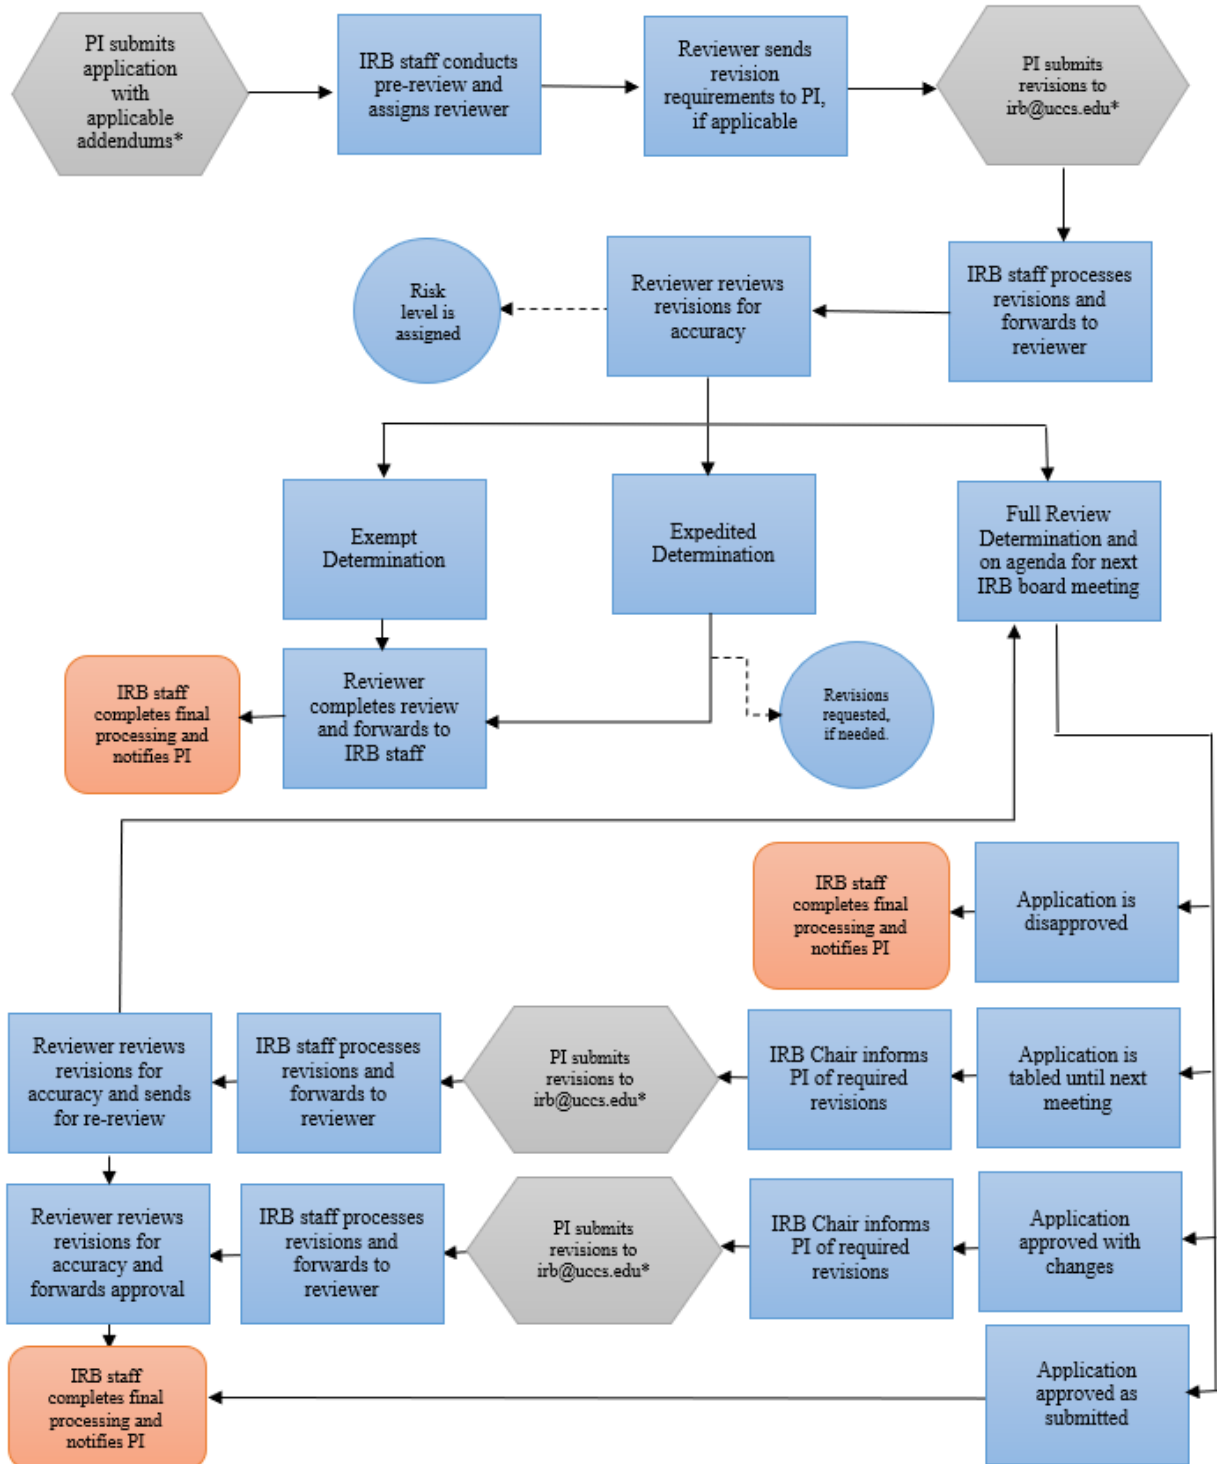 PI submits
application
with
applicable
addendums*
IRB staff conducts
pre-review and
assigns reviewer
Reviewer sends
revision
requirements to PI,
if applicable
PI submits
revisions to
irb@uccs.edu*
Risk
level is
assigned
Reviewer reviews
revisions for
accuracy
IRB staff processes
revisions and
forwards to
reviewer
Exempt
Determination
Expedited
Determination
Full Review
Determination and
on agenda for next
IRB board meeting
IRB staff
completes final
processing and
notifies PI
Reviewer
completes review
and forwards to
IRB staff
Revisions
requested,
if needed.
IRB staff
completes final
processing and
notifies PI
Application is
disapproved
Reviewer reviews
revisions for
accuracy and sends
for re-review
IRB staff processes
revisions and
forwards to
reviewer
PI submits
revisions to
irb@uccs.edu*
IRB Chair informs
PI of required
revisions
Application is
tabled until next
meeting
Reviewer reviews
revisions for
accuracy and
forwards approval
IRB staff processes
revisions and
forwards to
reviewer
PI submits
revisions to
irb@uccs.edu*
IRB Chair informs
PI of required
revisions
Application
approved with
changes
IRB staff
completes final
processing and
notifies PI
Application
approved as
submitted